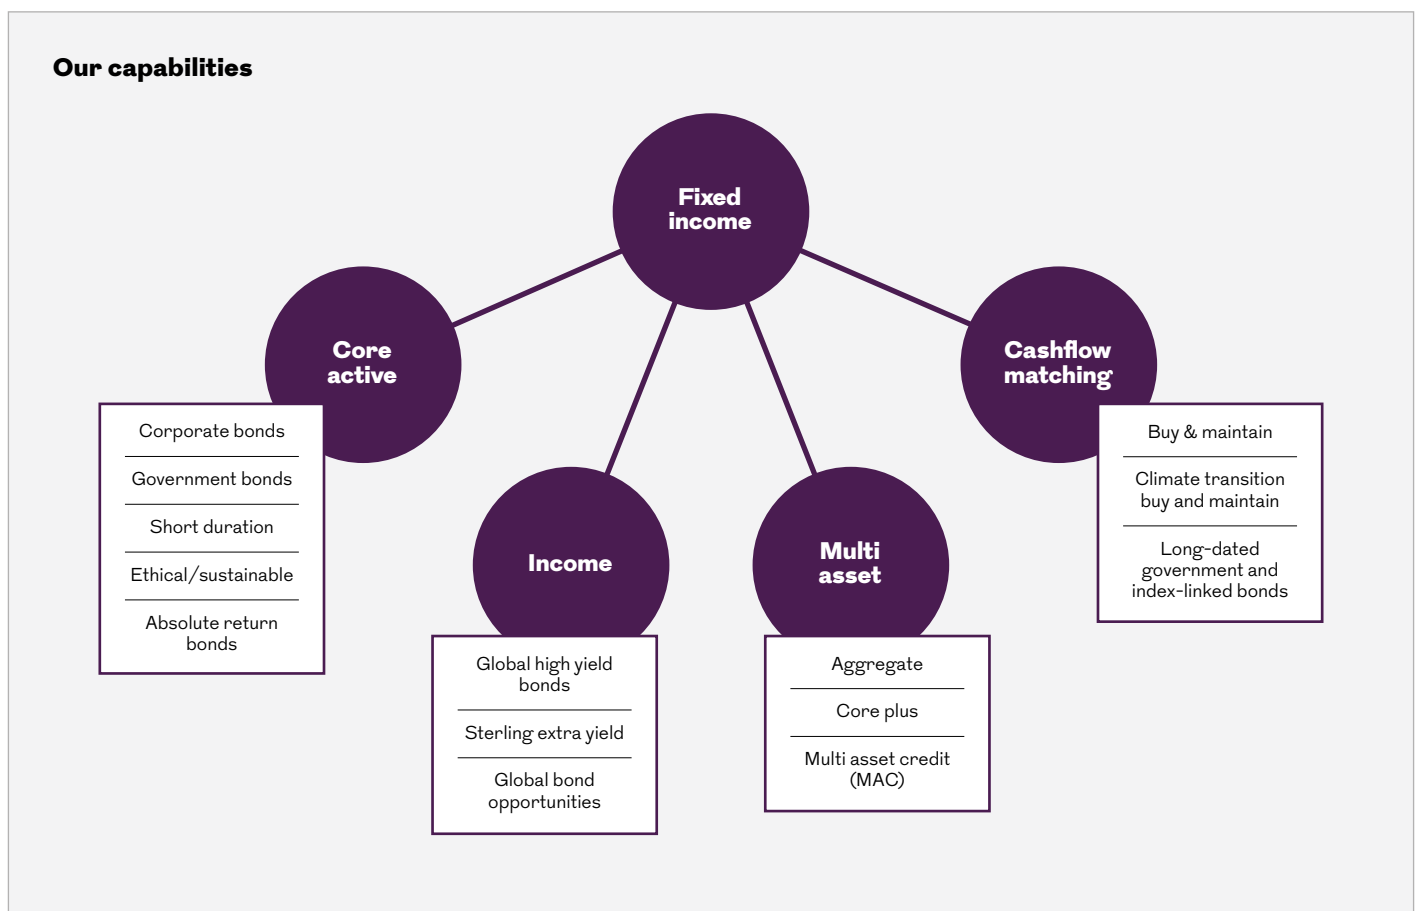 Our capabilities
Fixed
income
Core
active
Corporate bonds
Government bonds
Short duration
Ethical/sustainable
Absolute return
bonds
Income
Global high yield
bonds
Sterling extra yield
Global bond
opportunities
Multi
asset
Aggregate
Core plus
Multi asset credit
(MAC)
Cashflow
matching
Buy & maintain
Climate transition
buy and maintain
Long-dated
government and
index-linked bonds